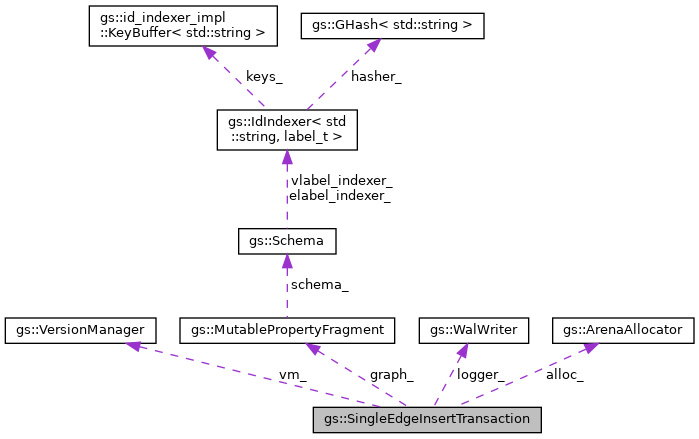 gs::id_indexer_impl
::KeyBuffer< std::string >
gs::GHash< std::string >
keys_
hasher_
gs::IdIndexer< std
::string, label_t >
vlabel_indexer_
elabel_indexer_
gs::Schema
schema_
gs::VersionManager
gs::MutablePropertyFragment
gs::WalWriter
gs::ArenaAllocator
vm_
graph_
logger_
alloc_
gs::SingleEdgeInsertTransaction